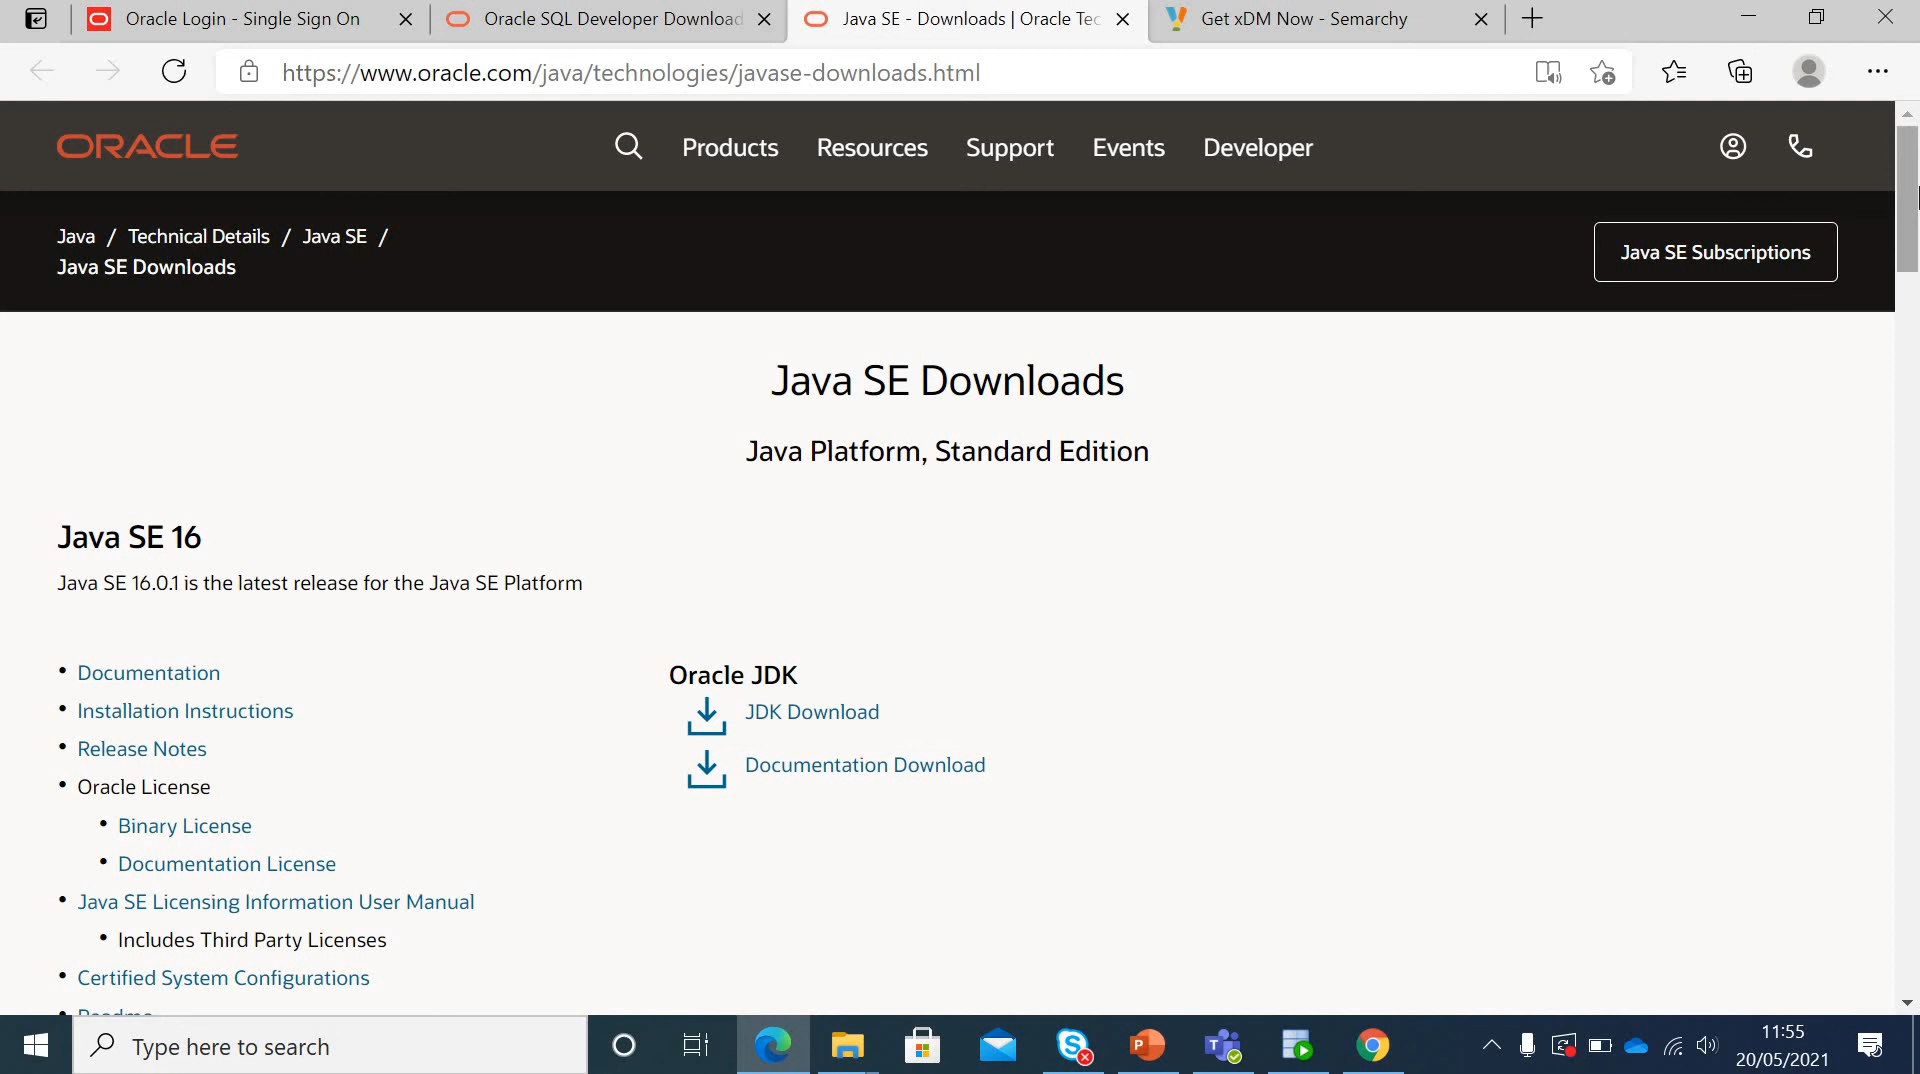 Oracle Login - Single Sign On
Oracle SQL Developer Download
Java SE - Downloads | Oracle Tec
Get xDM Now - Semarchy
https://www.oracle.com/java/technologies/javase-downloads.html
ORACLE
Products
Resources
Support
Events
Developer
Java / Technical Details / Java SE /
Java SE Downloads
Java SE Subscriptions
Java SE Downloads
Java Platform, Standard Edition
Java SE 16
Java SE 16.0.1 is the latest release for the Java SE Platform
• Documentation
• Installation Instructions
• Release Notes
• Oracle License
• Binary License
• Documentation License
• Java SE Licensing Information User Manual
• Includes Third Party Licenses
• Certified System Configurations
• Readme
Oracle JDK
JDK Download
Documentation Download
Type here to search
11:55
20/05/2021